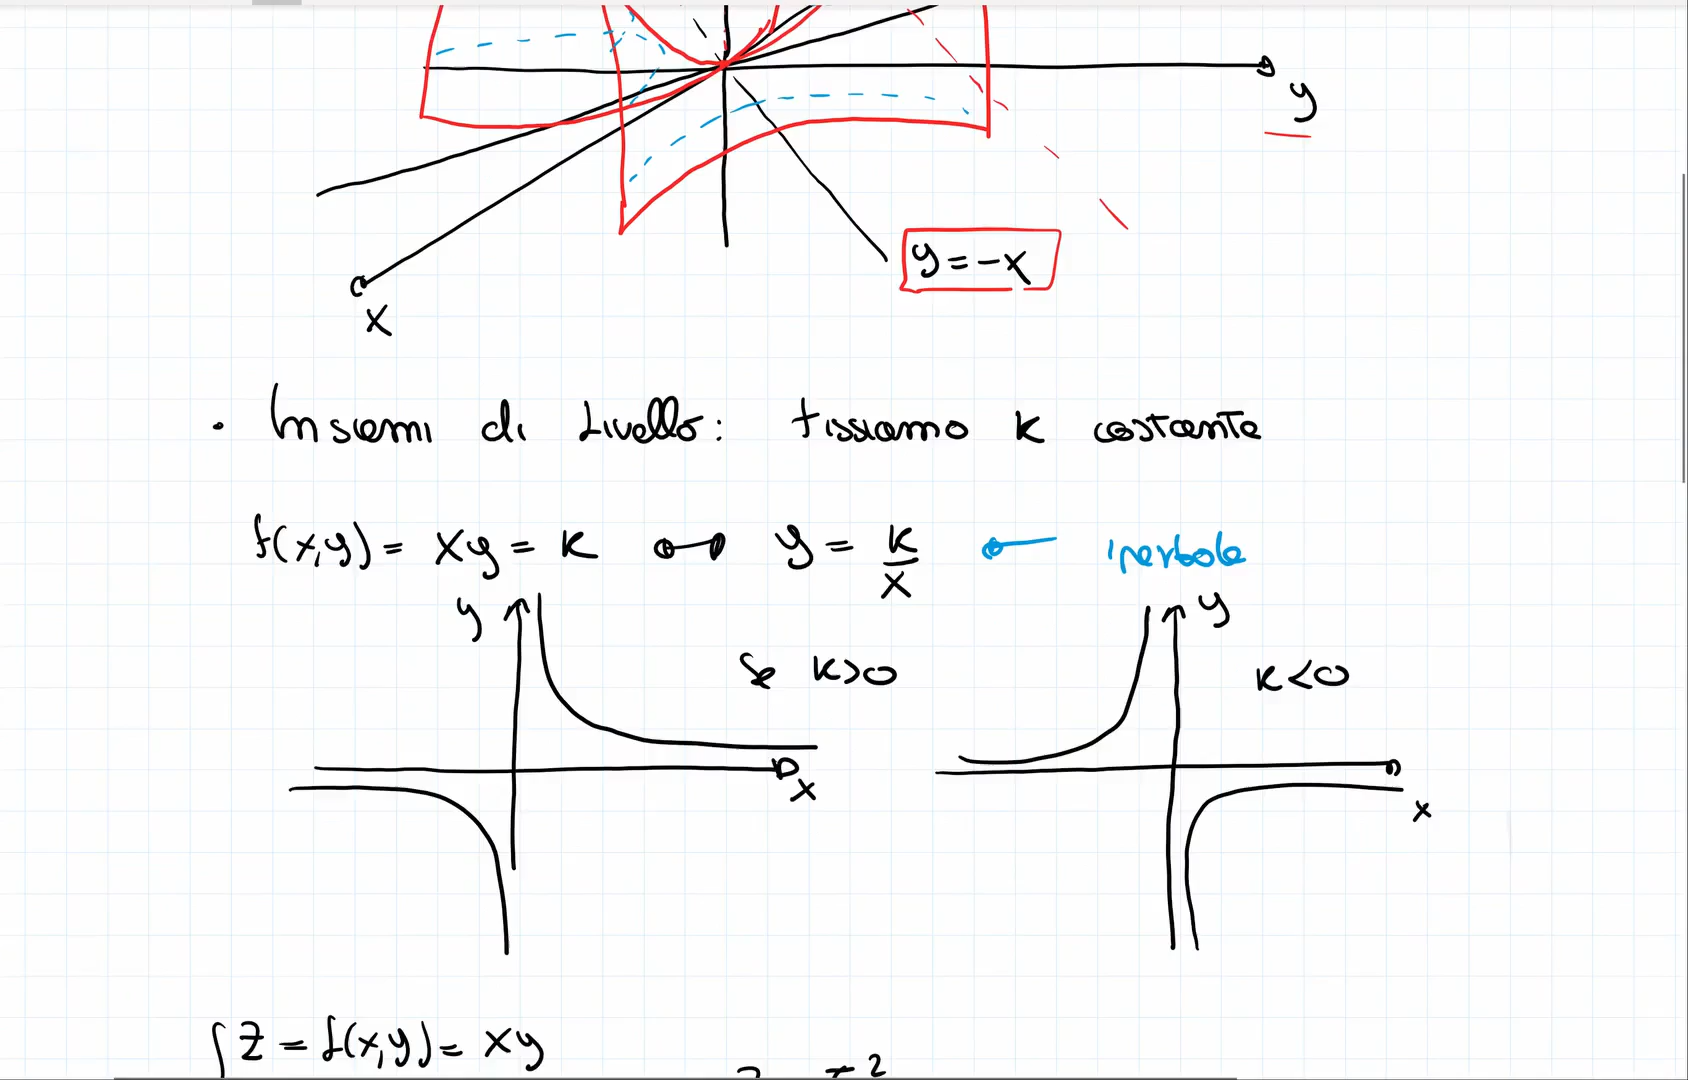 y
y = -x
x
• Insiemi di Livello: fissiamo K costante
f(x,y) = xy = K ↔ y = K/x ← iperbole
y
Se K>0
y
K<0
x
x
{ z = f(x,y) = xy